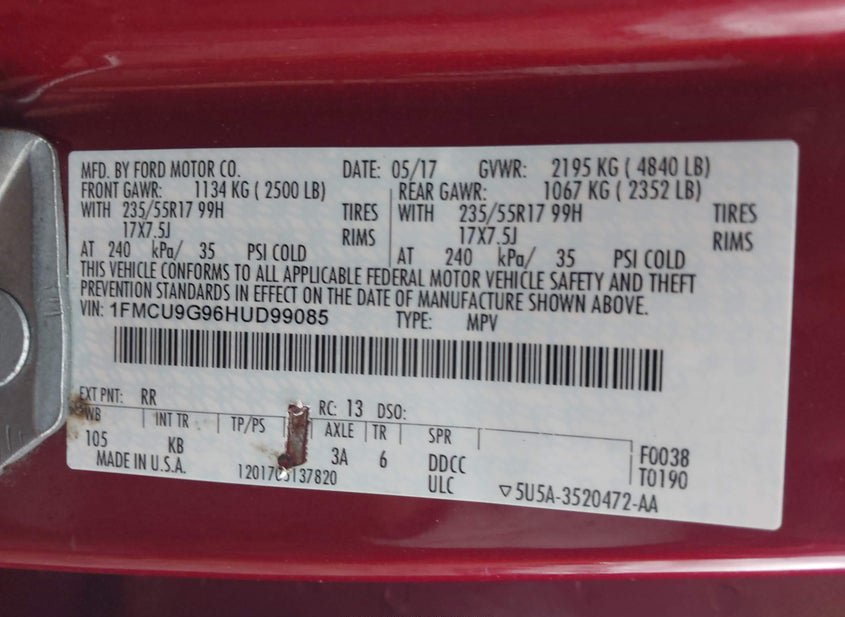 MFD. BY FORD MOTOR CO. DATE: 05/17 GVWR: 2195 KG ( 4840 LB)
FRONT GAWR: 1134 KG ( 2500 LB) REAR GAWR: 1067 KG ( 2352 LB)
WITH 235/55R17 99H TIRES WITH 235/55R17 99H TIRES
17X7.5J RIMS 17X7.5J RIMS
AT 240 kPa/ 35 PSI COLD AT 240 kPa/ 35 PSI COLD
THIS VEHICLE CONFORMS TO ALL APPLICABLE FEDERAL MOTOR VEHICLE SAFETY AND THEFT
PREVENTION STANDARDS IN EFFECT ON THE DATE OF MANUFACTURE SHOWN ABOVE.
VIN: 1FMCU9G96HUD99085 TYPE: MPV
EXT PNT: RR RC: 13 DSO:
WB INT TR TP/PS AXLE TR SPR
105 KB 3A 6 DDCC F0038
MADE IN U.S.A. ULC T0190
5U5A-3520472-AA